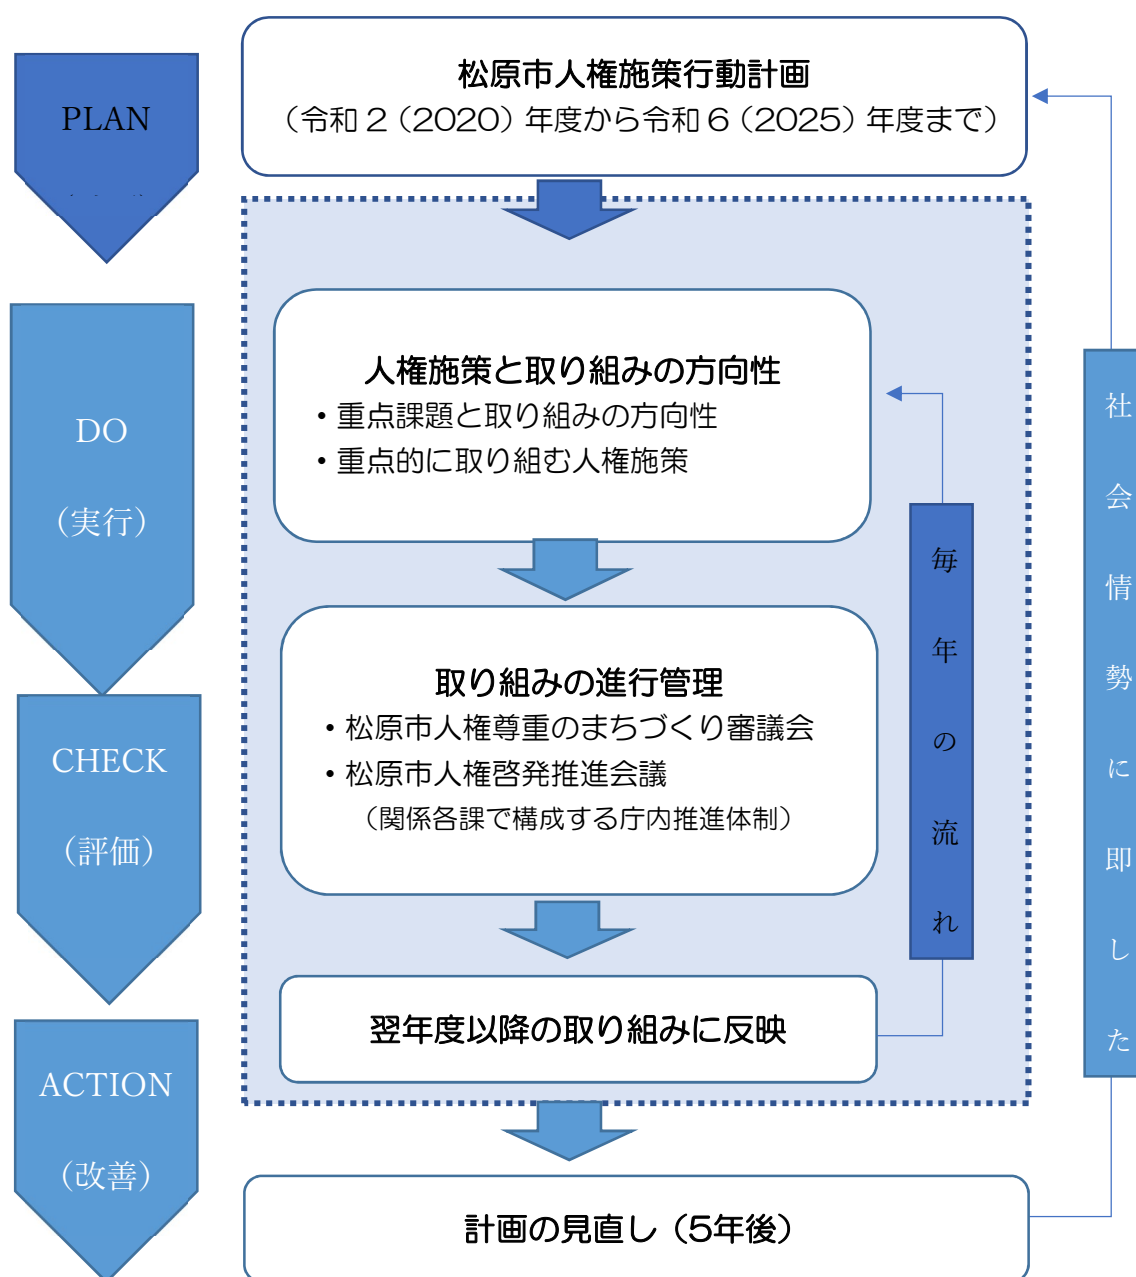 PLAN
松原市人権施策行動計画
（令和２（2020）年度から令和６（2025）年度まで）
DO
（実行）
人権施策と取り組みの方向性
・重点課題と取り組みの方向性
・重点的に取り組む人権施策
CHECK
（評価）
取り組みの進行管理
・松原市人権尊重のまちづくり審議会
・松原市人権啓発推進会議
（関係各課で構成する庁内推進体制）
毎年の流れ
ACTION
（改善）
翌年度以降の取り組みに反映
計画の見直し（5年後）
社会情勢に即した